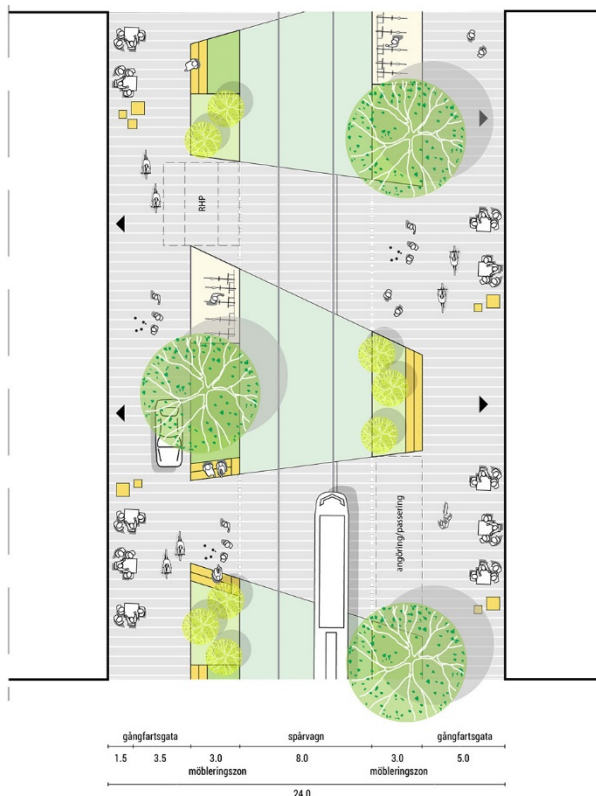 RHP
angöring/passering
gångfartsgata spårvagn gångfartsgata
1.5 3.5 3.0 8.0 3.0 5.0
möbleringszon möbleringszon
24.0